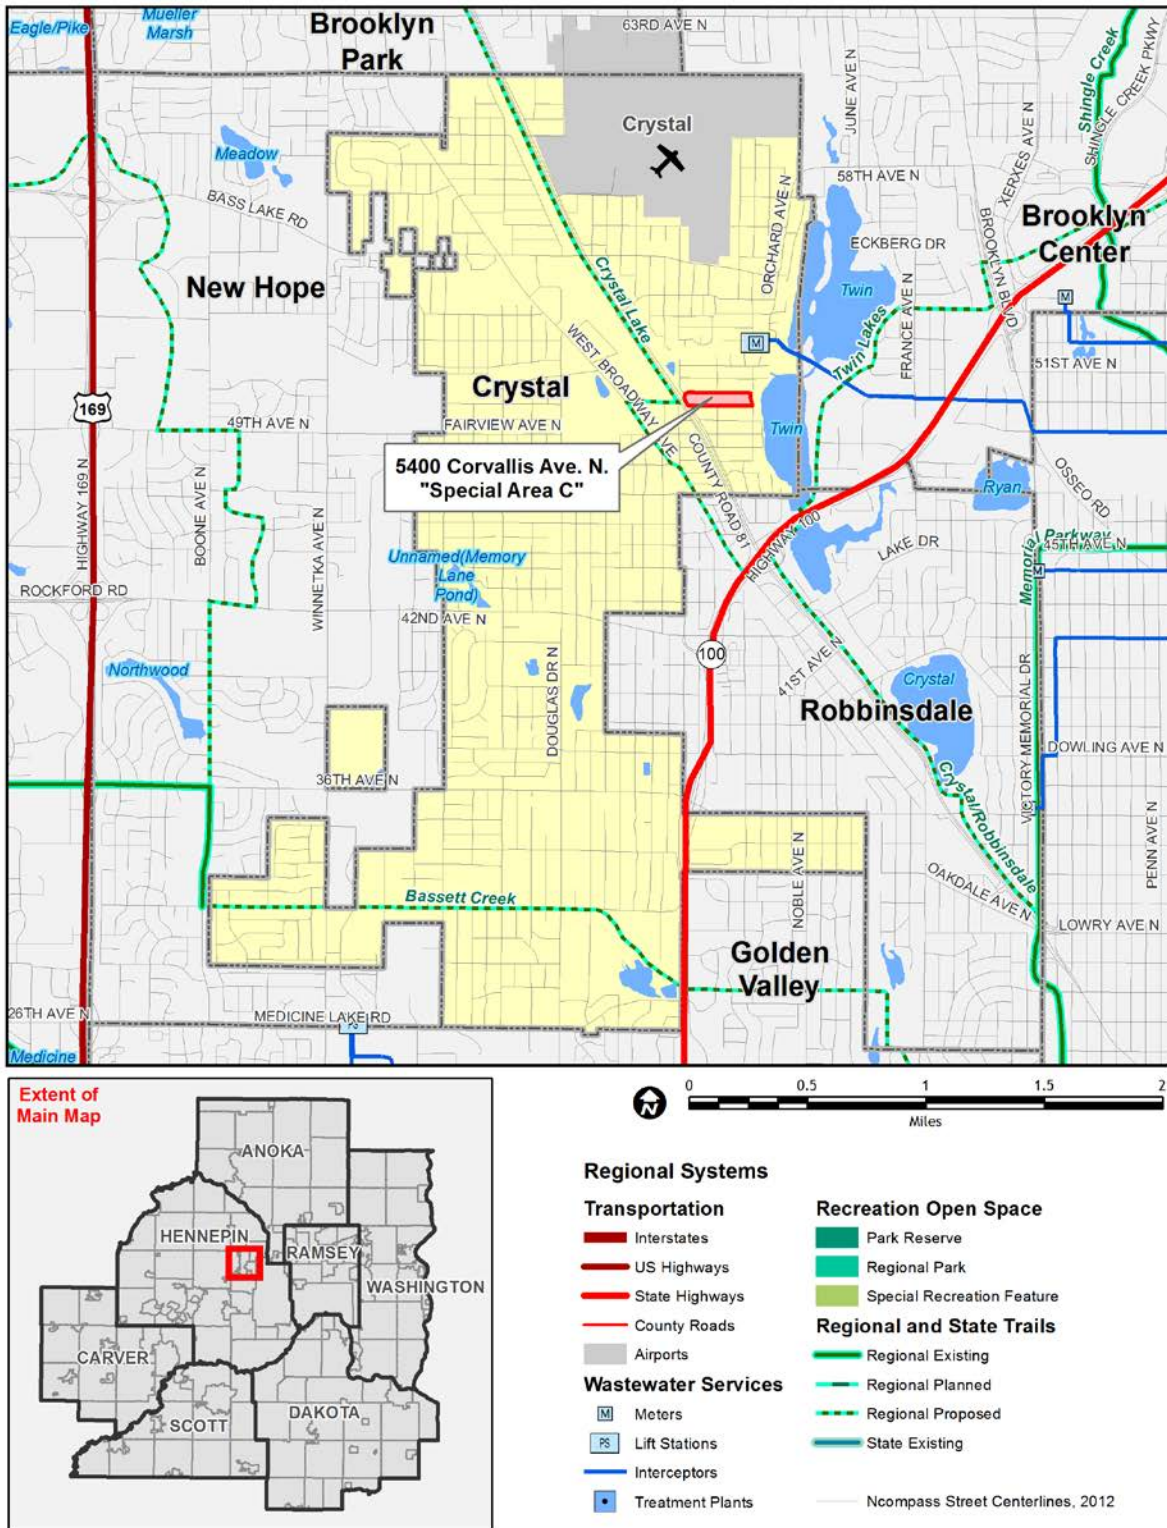 Eagle/Pike
Mueller
Marsh
Brooklyn
Park
63RD AVE N
Crystal
JUNE AVE N
XERXES AVE N
Shingle Creek
SHINGLE CREEK PKWY
Meadow
BASS LAKE RD
58TH AVE N
ORCHARD AVE N
ECKBERG DR
BROOKLYN BLVD
Brooklyn
Center
New Hope
Crystal Lake
Twin
FRANCE AVE N
Twin Lakes
M
M
WEST BROADWAY AVE
51ST AVE N
Crystal
169
49TH AVE N
FAIRVIEW AVE N
Twin
COUNTY ROAD 81
5400 Corvallis Ave. N.
"Special Area C"
HIGHWAY 169 N
BOONE AVE N
Ryan
OSSEO RD
HIGHWAY 100
LAKE DR
Memorial Parkway
45TH AVE N
WINNETKA AVE N
Unnamed(Memory
Lane
Pond)
M
ROCKFORD RD
42ND AVE N
100
41ST AVE N
Northwood
DOUGLAS DR N
Crystal
Robbinsdale
VICTORY MEMORIAL DR
DOWLING AVE N
36TH AVE N
Crystal/Robbinsdale
NOBLE AVE N
OAKDALE AVE N
PENN AVE N
Bassett Creek
LOWRY AVE N
Golden
Valley
26TH AVE N
MEDICINE LAKE RD
PS
Medicine
Extent of
Main Map
ANOKA
HENNEPIN
RAMSEY
WASHINGTON
CARVER
SCOTT
DAKOTA
N
0 0.5 1 1.5 2
Miles
Regional Systems
Transportation
Interstates
US Highways
State Highways
County Roads
Airports
Wastewater Services
M Meters
PS Lift Stations
Interceptors
Treatment Plants
Recreation Open Space
Park Reserve
Regional Park
Special Recreation Feature
Regional and State Trails
Regional Existing
Regional Planned
Regional Proposed
State Existing
Ncompass Street Centerlines, 2012